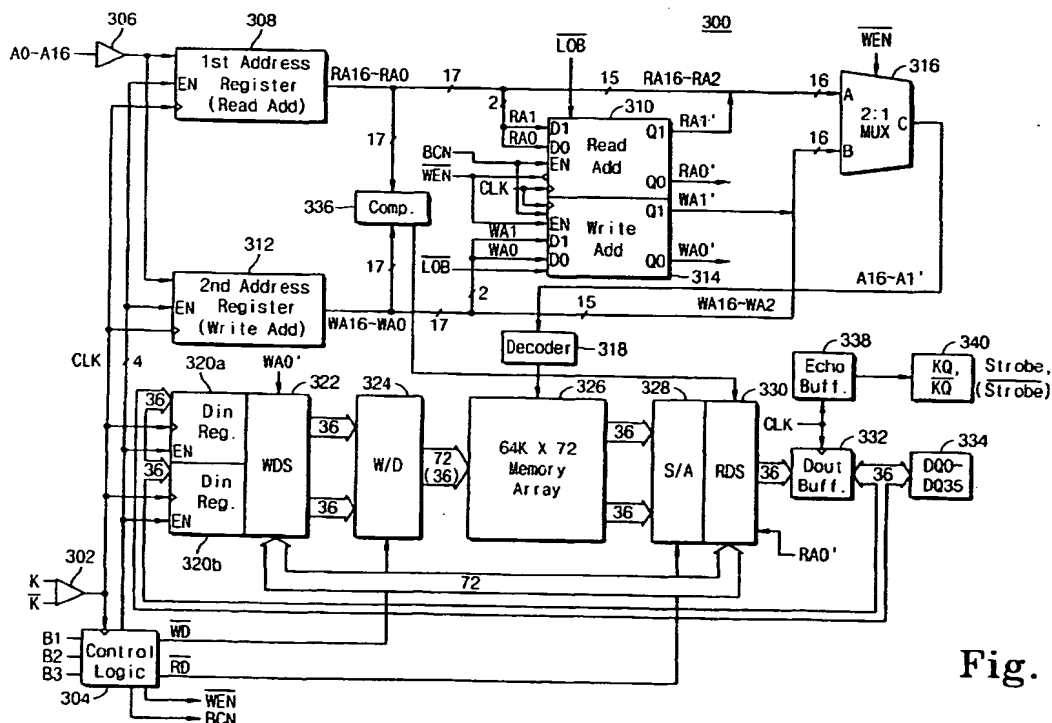 300
306
308
A0-A16
1st Address
Register
(Read Add)
EN
RA16~RA0
17
LOB
15
RA16~RA2
WEN
316
16
A
2:1
MUX
C
16
B
2
RA1
RA0
310
D1
D0
EN
Read
Add
Q1
Q0
RA1'
RA0'
BCN
WEN
CLK
17
336
Comp.
WA1
WA0
EN
D1
D0
Write
Add
Q1
Q0
WA1'
WA0'
314
17
LOB
2
312
2nd Address
Register
(Write Add)
EN
WA16~WA0
17
15
WA16~WA2
A16~A1'
CLK
4
Decoder
318
338
Echo
Buff.
340
KQ,
KQ
Strobe,
(Strobe)
320a
WA0'
322
324
326
328
330
CLK
332
334
36
Din
Reg.
EN
WDS
36
W/D
72
(36)
64K X 72
Memory
Array
36
S/A
RDS
36
Dout
Buff.
36
DQ0-
DQ35
36
Din
Reg.
EN
36
36
320b
RA0'
72
302
K
K
B1
B2
B3
Control
Logic
WD
RD
304
WEN
BCN
Fig.